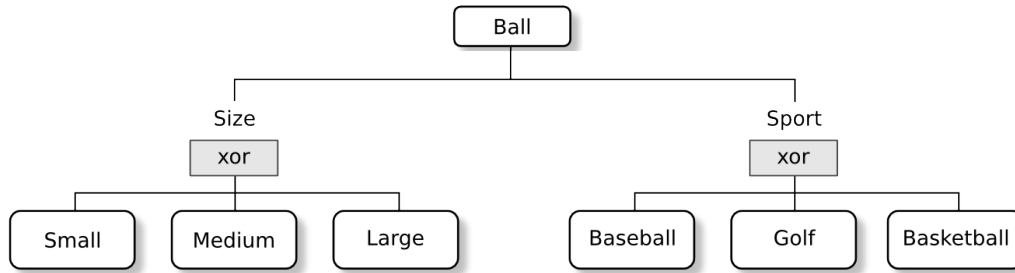 Ball
Size
Sport
xor
xor
Small
Medium
Large
Baseball
Golf
Basketball